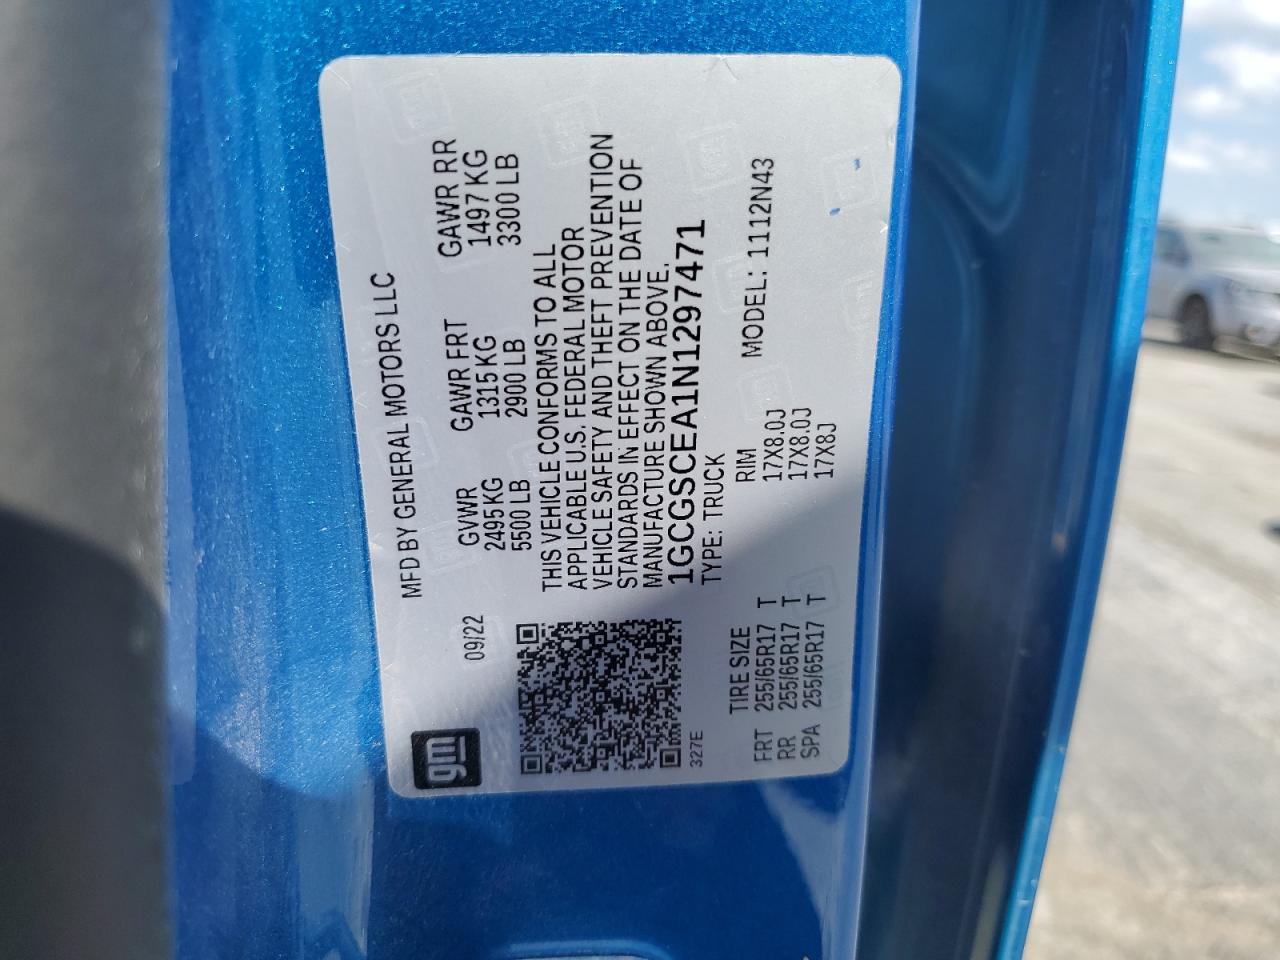 MFD BY GENERAL MOTORS LLC
gm 09/22
GVWR GAWR FRT GAWR RR
2495 KG 1315 KG 1497 KG
5500 LB 2900 LB 3300 LB
THIS VEHICLE CONFORMS TO ALL
APPLICABLE U.S. FEDERAL MOTOR
VEHICLE SAFETY AND THEFT PREVENTION
STANDARDS IN EFFECT ON THE DATE OF
MANUFACTURE SHOWN ABOVE.
1GCGSCEA1N1297471
327E TYPE: TRUCK
TIRE SIZE RIM MODEL: 1112N43
FRT 255/65R17 T 17X8.0J
RR 255/65R17 T 17X8.0J
SPA 255/65R17 T 17X8J